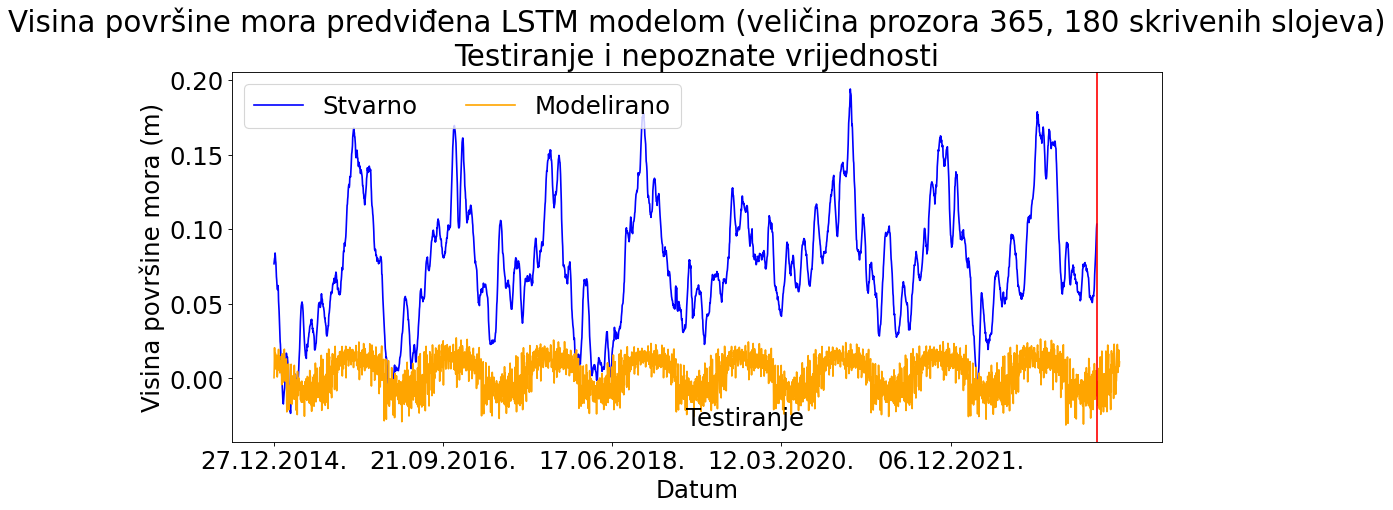 Visina površine mora predviđena LSTM modelom (veličina prozora 365, 180 skrivenih slojeva)
Testiranje i nepoznate vrijednosti
Stvarno
Modelirano
Visina površine mora (m)
0.20
0.15
0.10
0.05
0.00
Testiranje
27.12.2014.
21.09.2016.
17.06.2018.
12.03.2020.
06.12.2021.
Datum